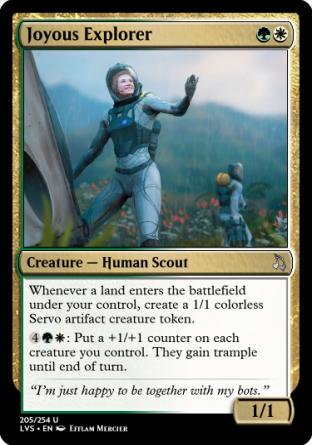 Joyous Explorer
Creature — Human Scout
Whenever a land enters the battlefield
under your control, create a 1/1 colorless
Servo artifact creature token.
4: Put a +1/+1 counter on each
creature you control. They gain trample
until end of turn.
“I’m just happy to be together with my bots.”
1/1
205/254 U
LVS • EN Eitlam Mercier